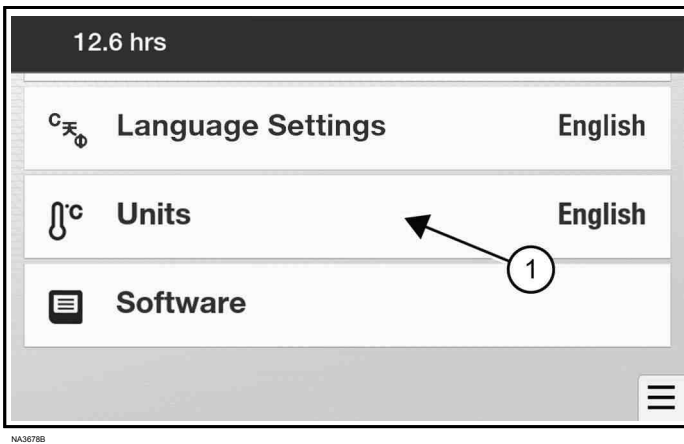 12.6 hrs
Language Settings English
Units English
1
Software
NA3678B